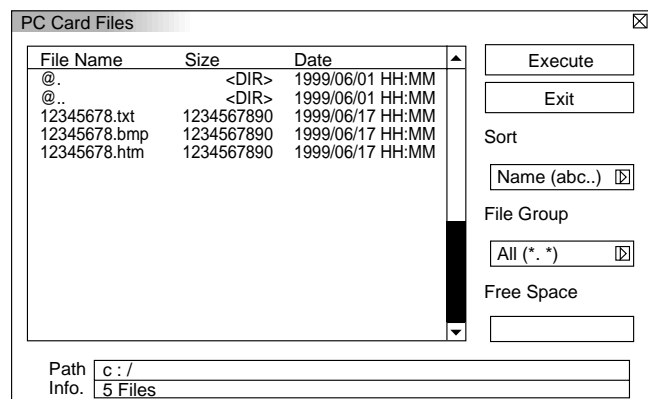 PC Card Files
File Name Size Date
@. <DIR> 1999/06/01 HH:MM
@.. <DIR> 1999/06/01 HH:MM
12345678.txt 1234567890 1999/06/17 HH:MM
12345678.bmp 1234567890 1999/06/17 HH:MM
12345678.htm 1234567890 1999/06/17 HH:MM
Execute
Exit
Sort
Name (abc..)
File Group
All (*. *)
Free Space
Path c : /
Info. 5 Files